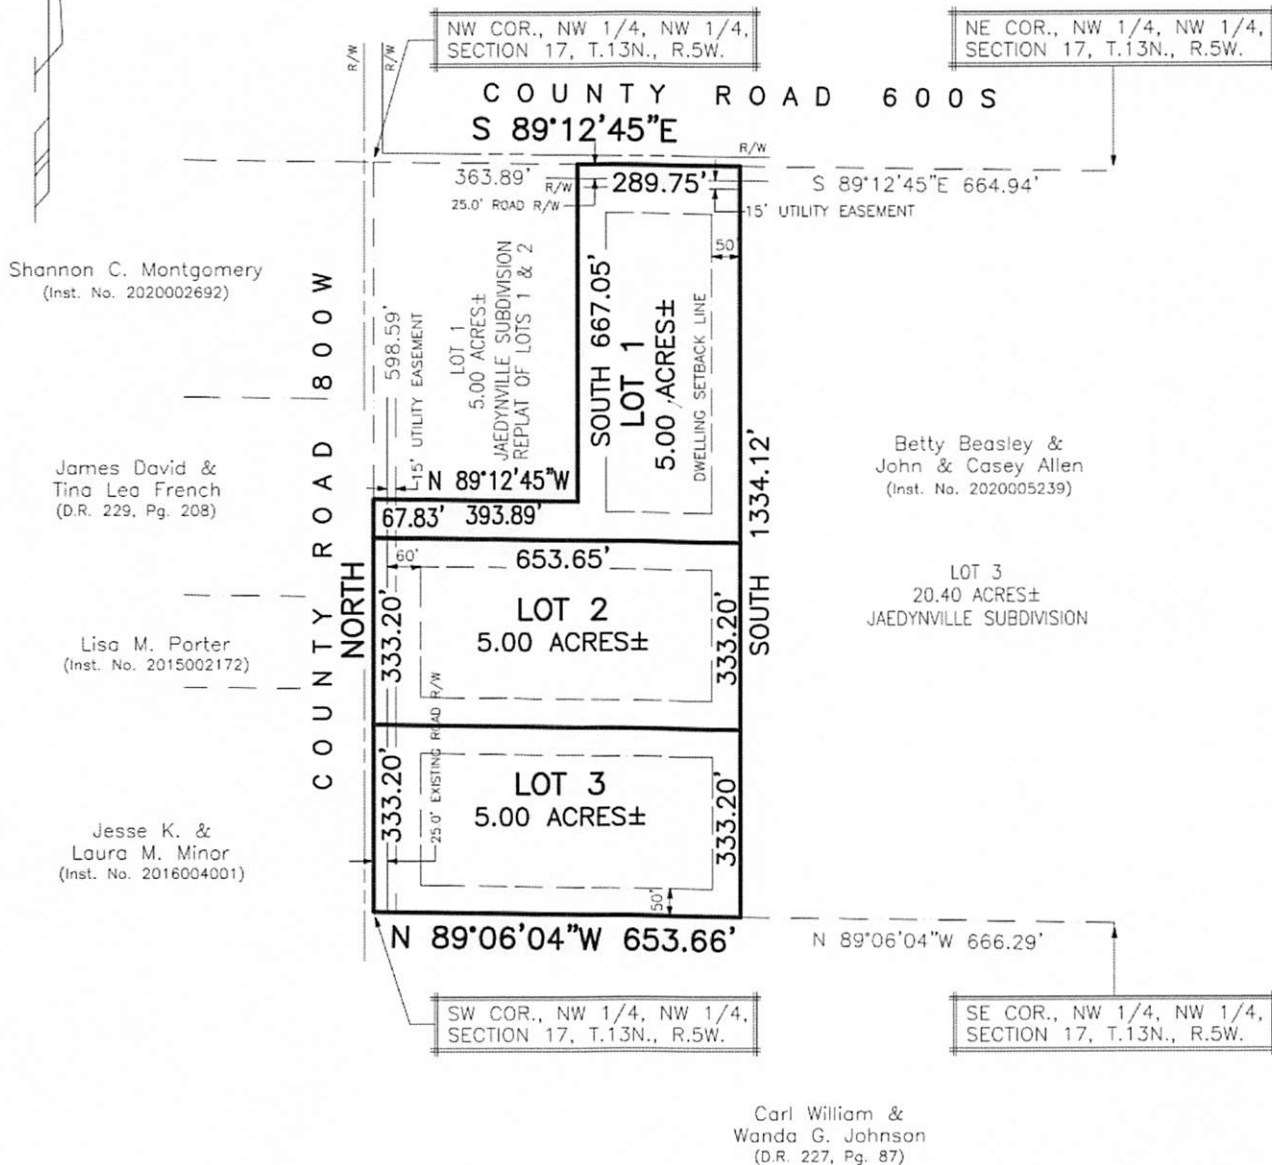 NW COR., NW 1/4, NW 1/4,
SECTION 17, T.13N., R.5W.
NE COR., NW 1/4, NW 1/4,
SECTION 17, T.13N., R.5W.
R/W
R/W
COUNTY ROAD 600S
S 89°12'45"E
R/W
363.89'
R/W
289.75'
S 89°12'45"E 664.94'
25.0' ROAD R/W
15' UTILITY EASEMENT
50'
Shannon C. Montgomery
(Inst. No. 2020002692)
COUNTY ROAD 800W
598.59'
15' UTILITY EASEMENT
LOT 1
5.00 ACRES±
JAEDYNVILLE SUBDIVISION
REPLAT OF LOTS 1 & 2
SOUTH 667.05'
LOT 1
5.00 ACRES±
DWELLING SETBACK LINE
SOUTH 1334.12'
Betty Beasley &
John & Casey Allen
(Inst. No. 2020005239)
James David &
Tina Lea French
(D.R. 229, Pg. 208)
N 89°12'45"W
67.83'
393.89'
60'
653.65'
LOT 3
20.40 ACRES±
JAEDYNVILLE SUBDIVISION
NORTH
333.20'
LOT 2
5.00 ACRES±
333.20'
Lisa M. Porter
(Inst. No. 2015002172)
25.0' EXISTING ROAD R/W
333.20'
LOT 3
5.00 ACRES±
333.20'
Jesse K. &
Laura M. Minor
(Inst. No. 2016004001)
50'
N 89°06'04"W 653.66'
N 89°06'04"W 666.29'
SW COR., NW 1/4, NW 1/4,
SECTION 17, T.13N., R.5W.
SE COR., NW 1/4, NW 1/4,
SECTION 17, T.13N., R.5W.
Carl William &
Wanda G. Johnson
(D.R. 227, Pg. 87)